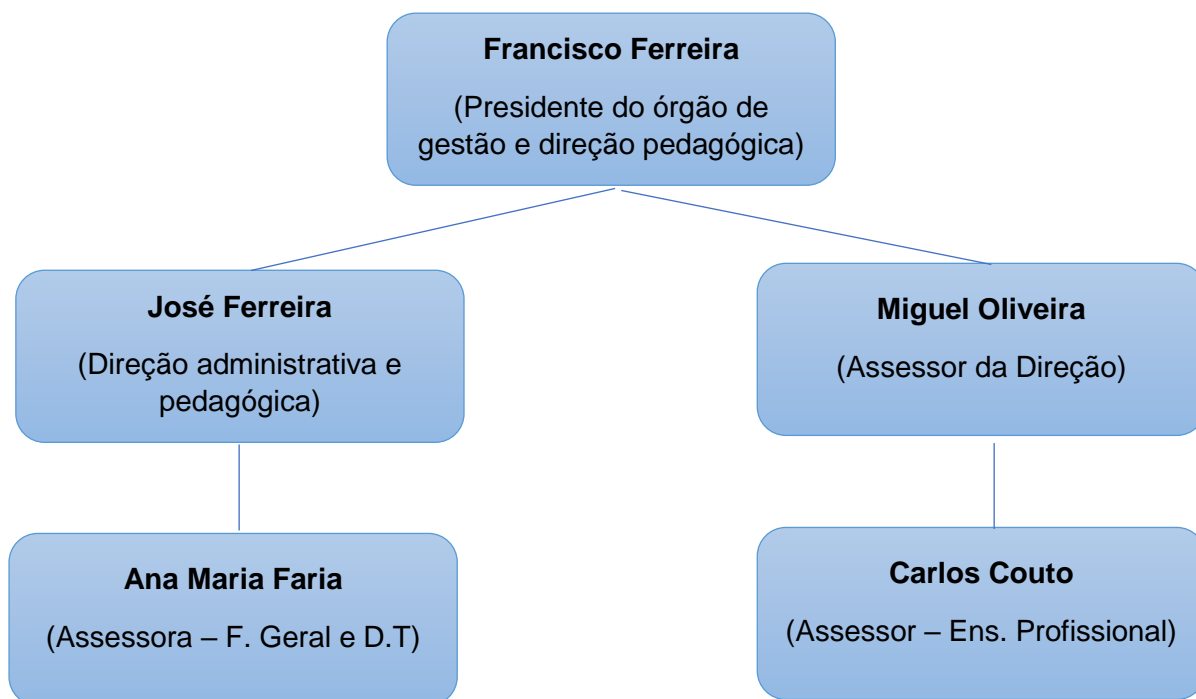 Francisco Ferreira
(Presidente do órgão de
gestão e direção pedagógica)
José Ferreira
(Direção administrativa e
pedagógica)
Miguel Oliveira
(Assessor da Direção)
Ana Maria Faria
(Assessora – F. Geral e D.T)
Carlos Couto
(Assessor – Ens. Profissional)